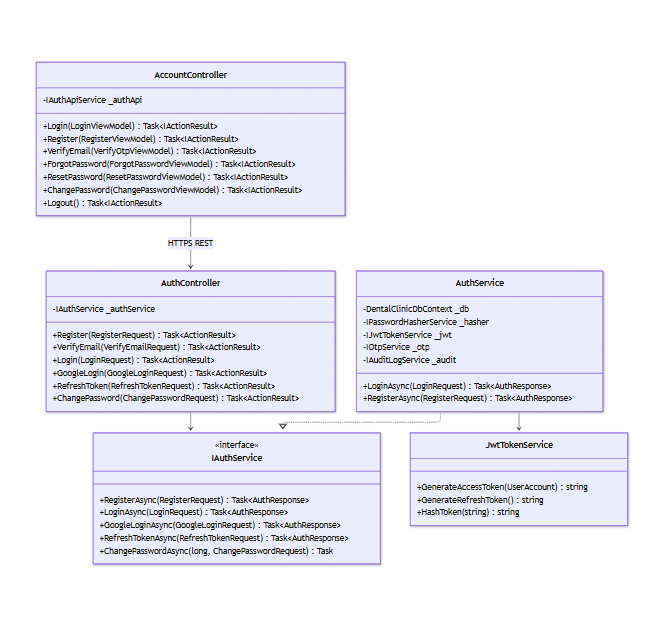 AccountController
-IAuthApiService _authApi
+Login(LoginViewModel) : Task<IActionResult>
+Register(RegisterViewModel) : Task<IActionResult>
+VerifyEmail(VerifyOtpViewModel) : Task<IActionResult>
+ForgotPassword(ForgotPasswordViewModel) : Task<IActionResult>
+ResetPassword(ResetPasswordViewModel) : Task<IActionResult>
+ChangePassword(ChangePasswordViewModel) : Task<IActionResult>
+Logout() : Task<IActionResult>
HTTPS REST
AuthController
-IAuthService _authService
+Register(RegisterRequest) : Task<ActionResult>
+VerifyEmail(VerifyEmailRequest) : Task<ActionResult>
+Login(LoginRequest) : Task<ActionResult>
+GoogleLogin(GoogleLoginRequest) : Task<ActionResult>
+RefreshToken(RefreshTokenRequest) : Task<ActionResult>
+ChangePassword(ChangePasswordRequest) : Task<ActionResult>
AuthService
-DentalClinicDbContext _db
-IPasswordHasherService _hasher
-IJwtTokenService _jwt
-IOtpService _otp
-IAuditLogService _audit
+LoginAsync(LoginRequest) : Task<AuthResponse>
+RegisterAsync(RegisterRequest) : Task<AuthResponse>
«interface»
IAuthService
+RegisterAsync(RegisterRequest) : Task<AuthResponse>
+LoginAsync(LoginRequest) : Task<AuthResponse>
+GoogleLoginAsync(GoogleLoginRequest) : Task<AuthResponse>
+RefreshTokenAsync(RefreshTokenRequest) : Task<AuthResponse>
+ChangePasswordAsync(long, ChangePasswordRequest) : Task
JwtTokenService
+GenerateAccessToken(UserAccount) : string
+GenerateRefreshToken() : string
+HashToken(string) : string